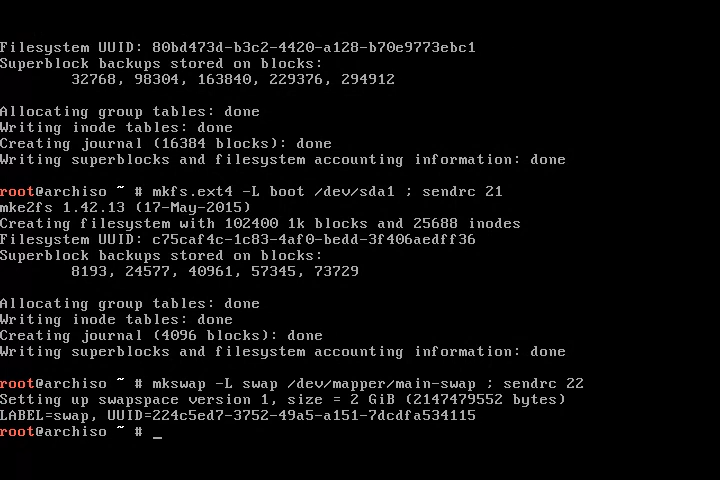 Filesystem UUID: 80bd473d-b3c2-4420-a128-b70e9773ebc1
Superblock backups stored on blocks:
        32768, 98304, 163840, 229376, 294912

Allocating group tables: done
Writing inode tables: done
Creating journal (16384 blocks): done
Writing superblocks and filesystem accounting information: done

root@archiso ~ # mkfs.ext4 -L boot /dev/sda1 ; sendrc 21
mke2fs 1.42.13 (17-May-2015)
Creating filesystem with 102400 1k blocks and 25688 inodes
Filesystem UUID: c75caf4c-1c83-4af0-bedd-3f406aedff36
Superblock backups stored on blocks:
        8193, 24577, 40961, 57345, 73729

Allocating group tables: done
Writing inode tables: done
Creating journal (4096 blocks): done
Writing superblocks and filesystem accounting information: done

root@archiso ~ # mkswap -L swap /dev/mapper/main-swap ; sendrc 22
Setting up swapspace version 1, size = 2 GiB (2147479552 bytes)
LABEL=swap, UUID=224c5ed7-3752-49a5-a151-7dcdfa534115
root@archiso ~ # _